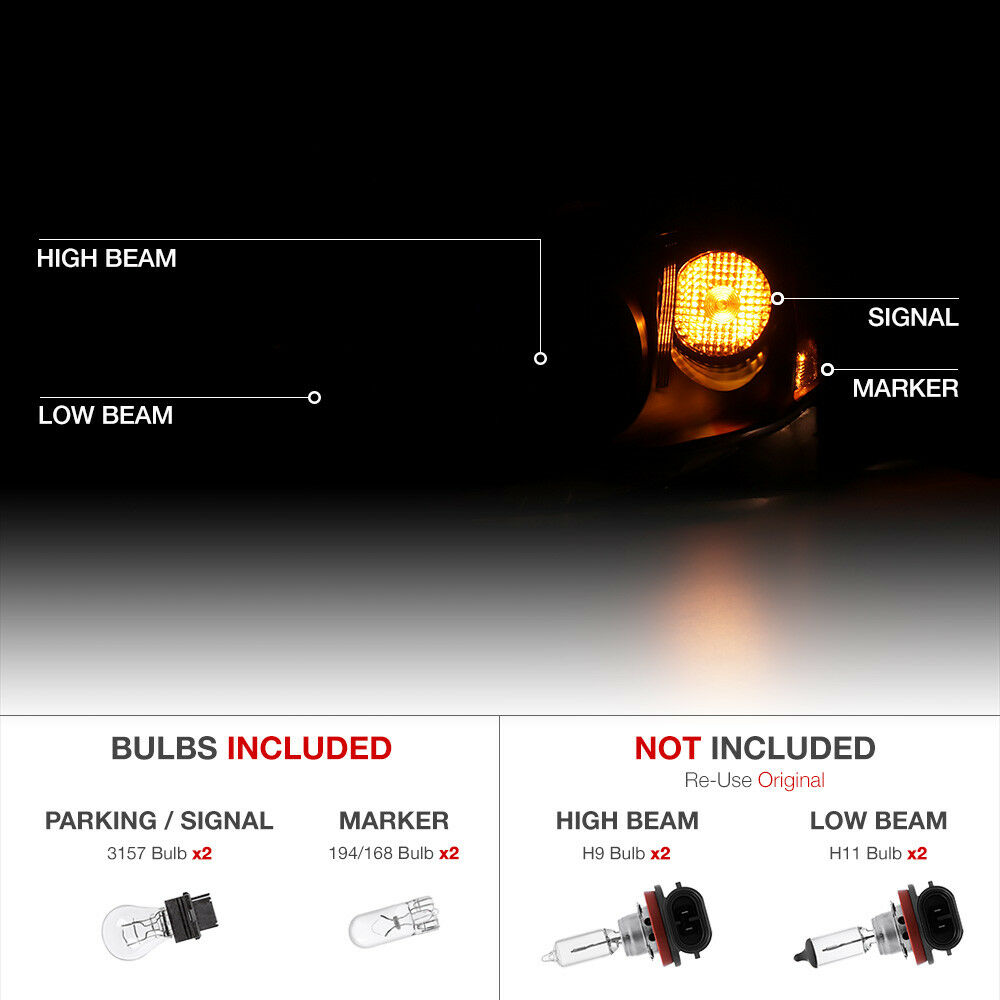 HIGH BEAM
SIGNAL
MARKER
LOW BEAM
BULBS INCLUDED
PARKING / SIGNAL
3157 Bulb x2
MARKER
194/168 Bulb x2
NOT INCLUDED
Re-Use Original
HIGH BEAM
H9 Bulb x2
LOW BEAM
H11 Bulb x2